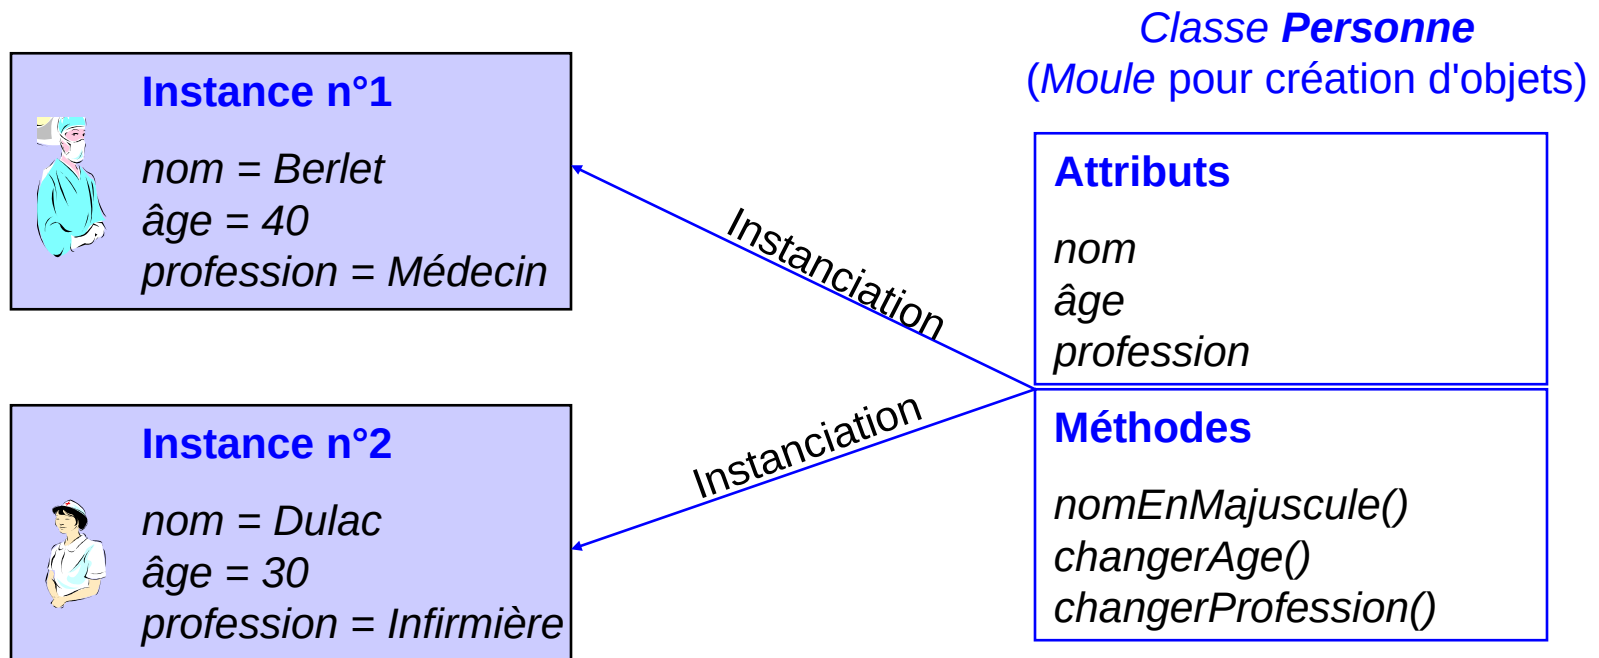 Classe Personne
(Moule pour création d'objets)
Instance n°1
nom = Berlet
âge = 40
profession = Médecin
Instance n°2
nom = Dulac
âge = 30
profession = Infirmière
Instanciation
Instanciation
Attributs
nom
âge
profession
Méthodes
nomEnMajuscule()
changerAge()
changerProfession()